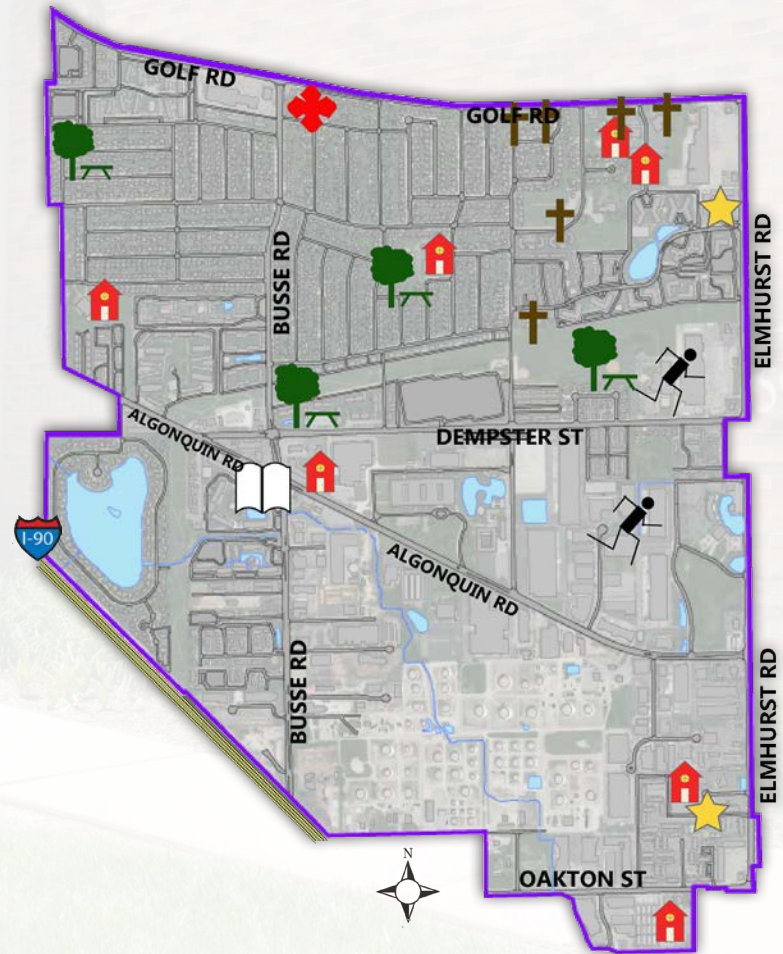 GOLF RD
GOLF RD
BUSSE RD
ELMHURST RD
ALGONQUIN RD
DEMPSTER ST
I-90
ALGONQUIN RD
BUSSE RD
ELMHURST RD
N
OAKTON ST